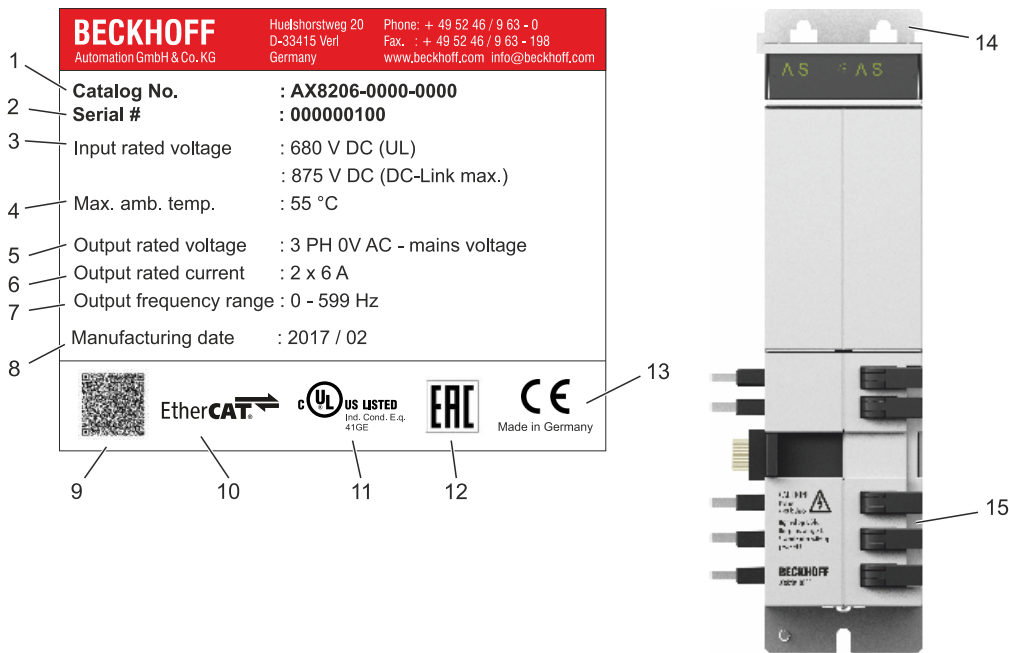 BECKHOFF
Automation GmbH & Co. KG
Huelshorstweg 20
D-33415 Verl
Germany
Phone: + 49 52 46 / 9 63 - 0
Fax. : + 49 52 46 / 9 63 - 198
www.beckhoff.com info@beckhoff.com
1
Catalog No. : AX8206-0000-0000
2
Serial # : 000000100
3
Input rated voltage : 680 V DC (UL)
: 875 V DC (DC-Link max.)
4
Max. amb. temp. : 55 °C
5
Output rated voltage : 3 PH 0V AC - mains voltage
6
Output rated current : 2 x 6 A
7
Output frequency range : 0 - 599 Hz
8
Manufacturing date : 2017 / 02
EtherCAT®
c UL US LISTED
Ind. Cond. E.q.
41GE
EAC
CE
Made in Germany
9
10
11
12
13
14
15
BECKHOFF